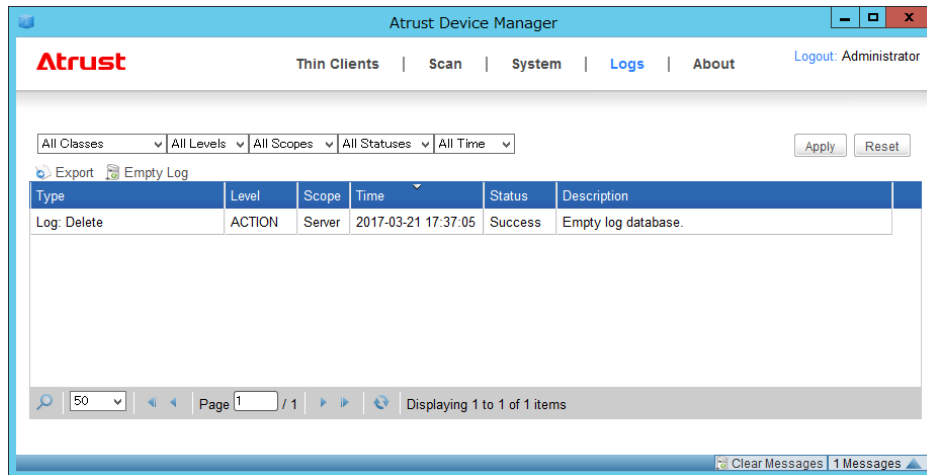 Atrust Device Manager
Atrust
Thin Clients | Scan | System | Logs | About
Logout: Administrator
All Classes All Levels All Scopes All Statuses All Time
Apply Reset
Export Empty Log
Type Level Scope Time Status Description
Log: Delete ACTION Server 2017-03-21 17:37:05 Success Empty log database.
50 Page 1 / 1 Displaying 1 to 1 of 1 items
Clear Messages 1 Messages